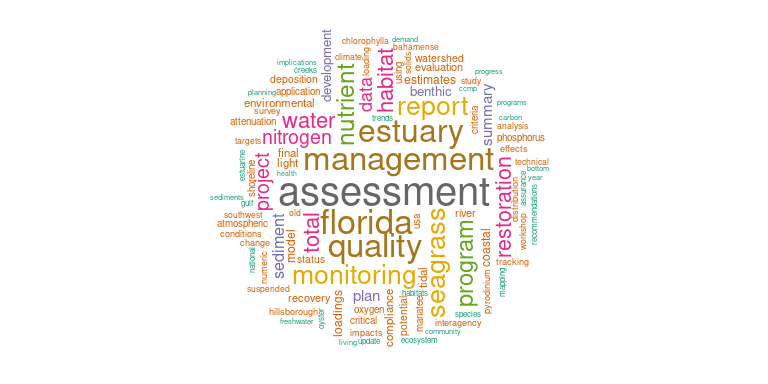 demand
chlorophylla
bahamense
development
climate
loading
solids
watershed
using
evaluation
implications
creeks
deposition
habitat
data
estimates
study
progress
planning
application
nutrient
benthic
ccmp
environmental
report
summary
programs
survey
water
trends
criteria
carbon
attenuation
nitrogen
estuary
analysis
phosphorus
targets
final
effects
estuarine
light
management
technical
shoreline
project
health
restoration
bottom
year
assessment
distribution
assurance
sediments
gulf
recommendations
southwest
old
florida
usa
river
workshop
atmospheric
total
seagrass
program
coastal
conditions
sediment
model
quality
change
national
numeric
status
monitoring
tidal
tracking
pyrodinium
mapping
suspended
recovery
plan
habitats
manatee
potential
compliance
loadings
hillsborough
oxygen
species
freshwater
oyster
critical
interagency
impacts
community
living
update
ecosystem